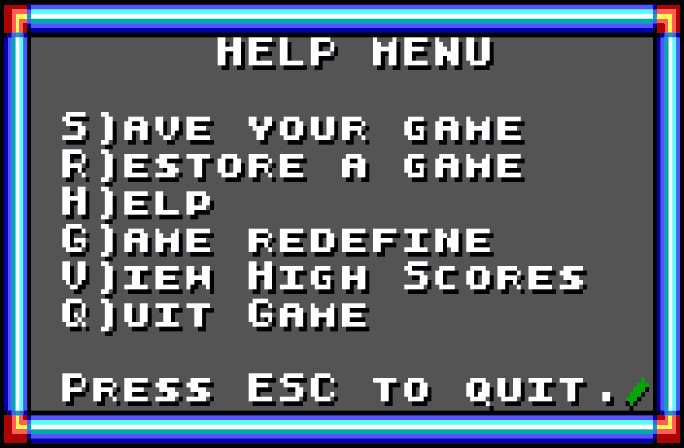 HELP MENU
S)AVE YOUR GAME
R)ESTORE A GAME
H)ELP
G)AME REDEFINE
V)IEW HIGH SCORES
Q)UIT GAME
PRESS ESC TO QUIT.